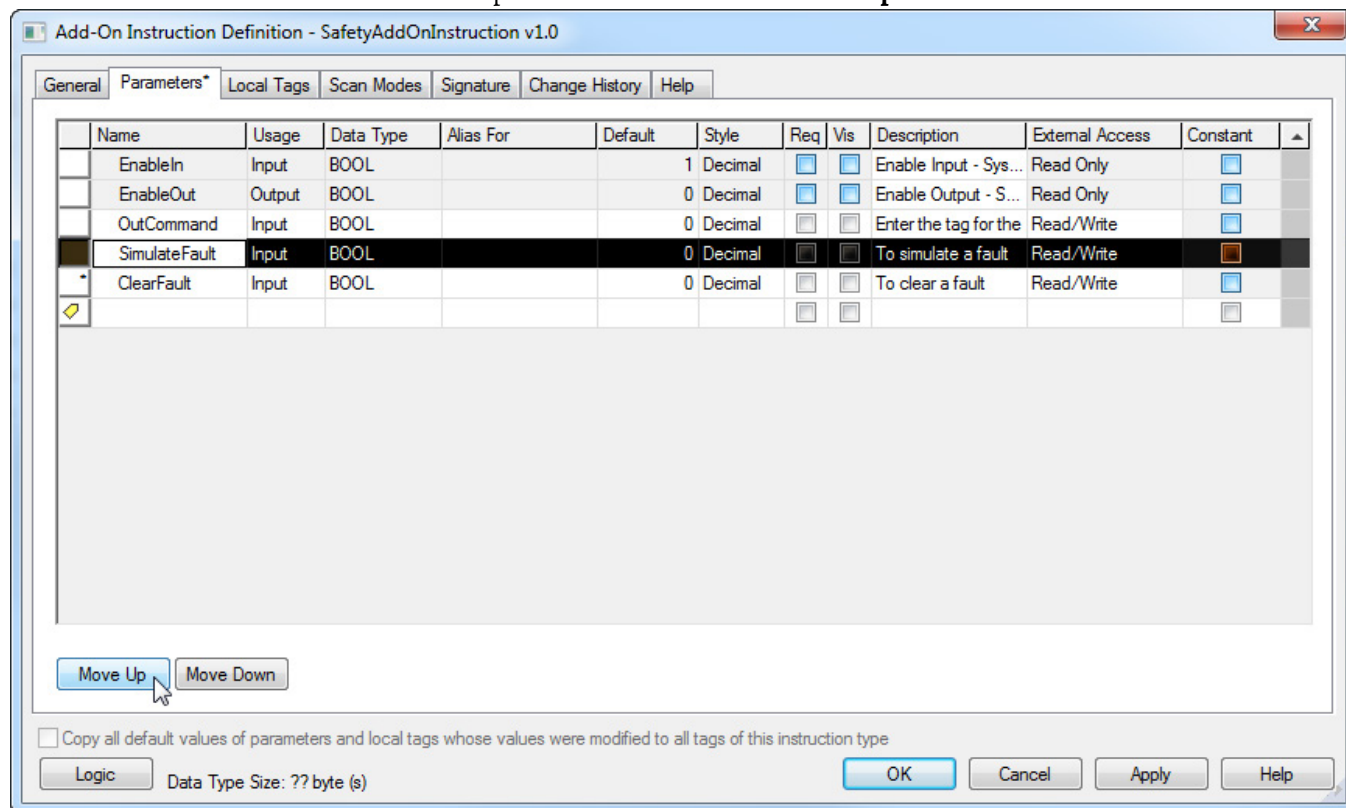 Add-On Instruction Definition - SafetyAddOnInstruction v1.0
General Parameters* Local Tags Scan Modes Signature Change History Help
Name Usage Data Type Alias For Default Style Req Vis Description External Access Constant
EnableIn Input BOOL 1 Decimal Enable Input - Sys... Read Only
EnableOut Output BOOL 0 Decimal Enable Output - S... Read Only
OutCommand Input BOOL 0 Decimal Enter the tag for the Read/Write
SimulateFault Input BOOL 0 Decimal To simulate a fault Read/Write
* ClearFault Input BOOL 0 Decimal To clear a fault Read/Write
Move Up Move Down
Copy all default values of parameters and local tags whose values were modified to all tags of this instruction type
Logic Data Type Size: ?? byte (s) OK Cancel Apply Help